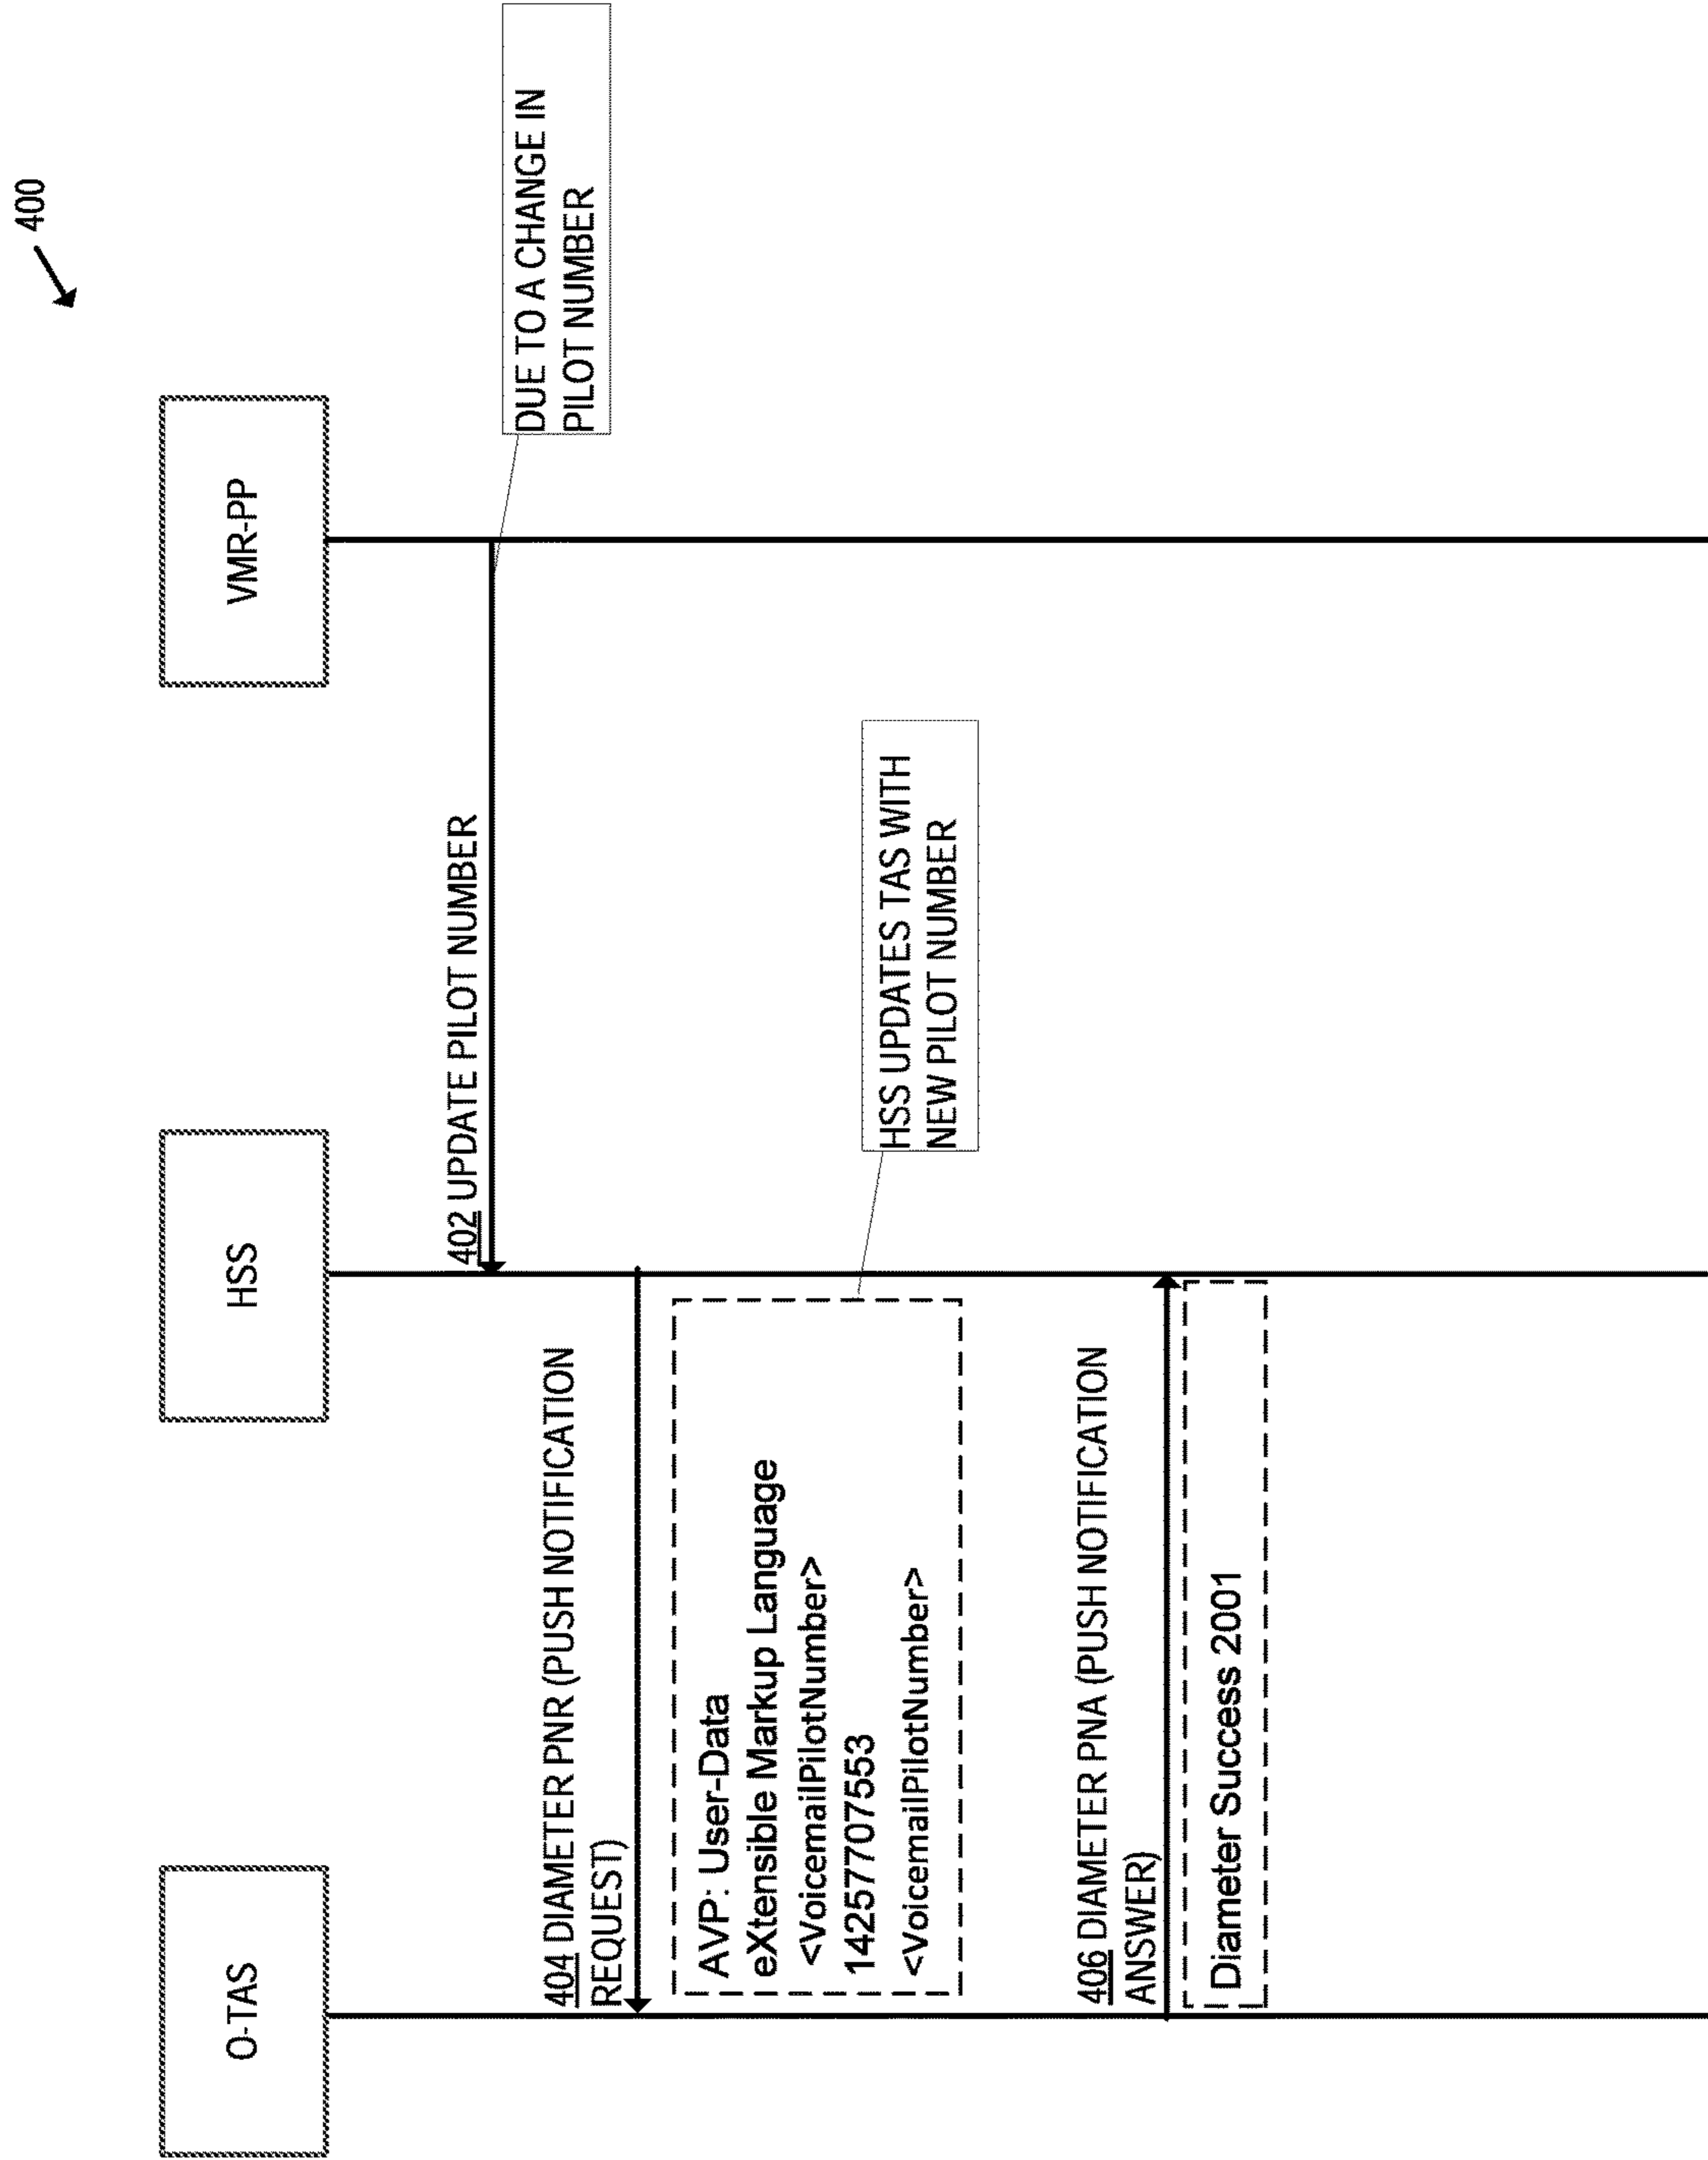 400
O-TAS
HSS
VMR-PP
402 UPDATE PILOT NUMBER
DUE TO A CHANGE IN
PILOT NUMBER
404 DIAMETER PNR (PUSH NOTIFICATION
REQUEST)
AVP: User-Data
eXtensible Markup Language
<VoicemailPilotNumber>
14257707553
<VoicemailPilotNumber>
HSS UPDATES TAS WITH
NEW PILOT NUMBER
406 DIAMETER PNA (PUSH NOTIFICATION
ANSWER)
Diameter Success 2001